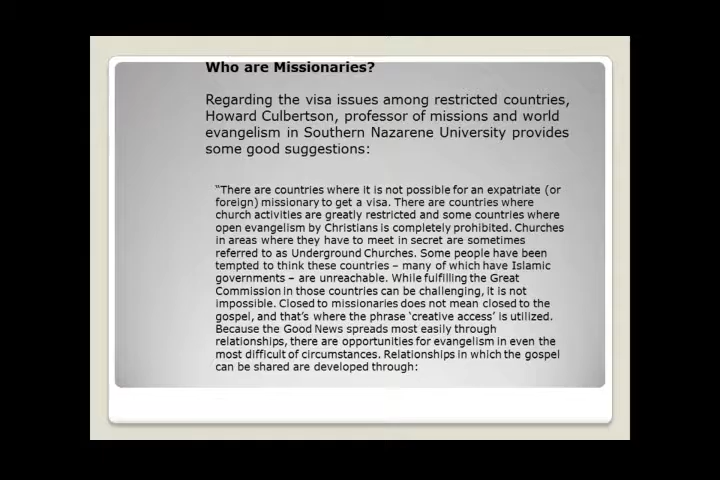 Who are Missionaries?
Regarding the visa issues among restricted countries,
Howard Culbertson, professor of missions and world
evangelism in Southern Nazarene University provides
some good suggestions:
“There are countries where it is not possible for an expatriate (or
foreign) missionary to get a visa. There are countries where
church activities are greatly restricted and some countries where
open evangelism by Christians is completely prohibited. Churches
in areas where they have to meet in secret are sometimes
referred to as Underground Churches. Some people have been
tempted to think these countries – many of which have Islamic
governments – are unreachable. While fulfilling the Great
Commission in those countries can be challenging, it is not
impossible. Closed to missionaries does not mean closed to the
gospel, and that’s where the phrase ‘creative access’ is utilized.
Because the Good News spreads most easily through
relationships, there are opportunities for evangelism in even the
most difficult of circumstances. Relationships in which the gospel
can be shared are developed through: